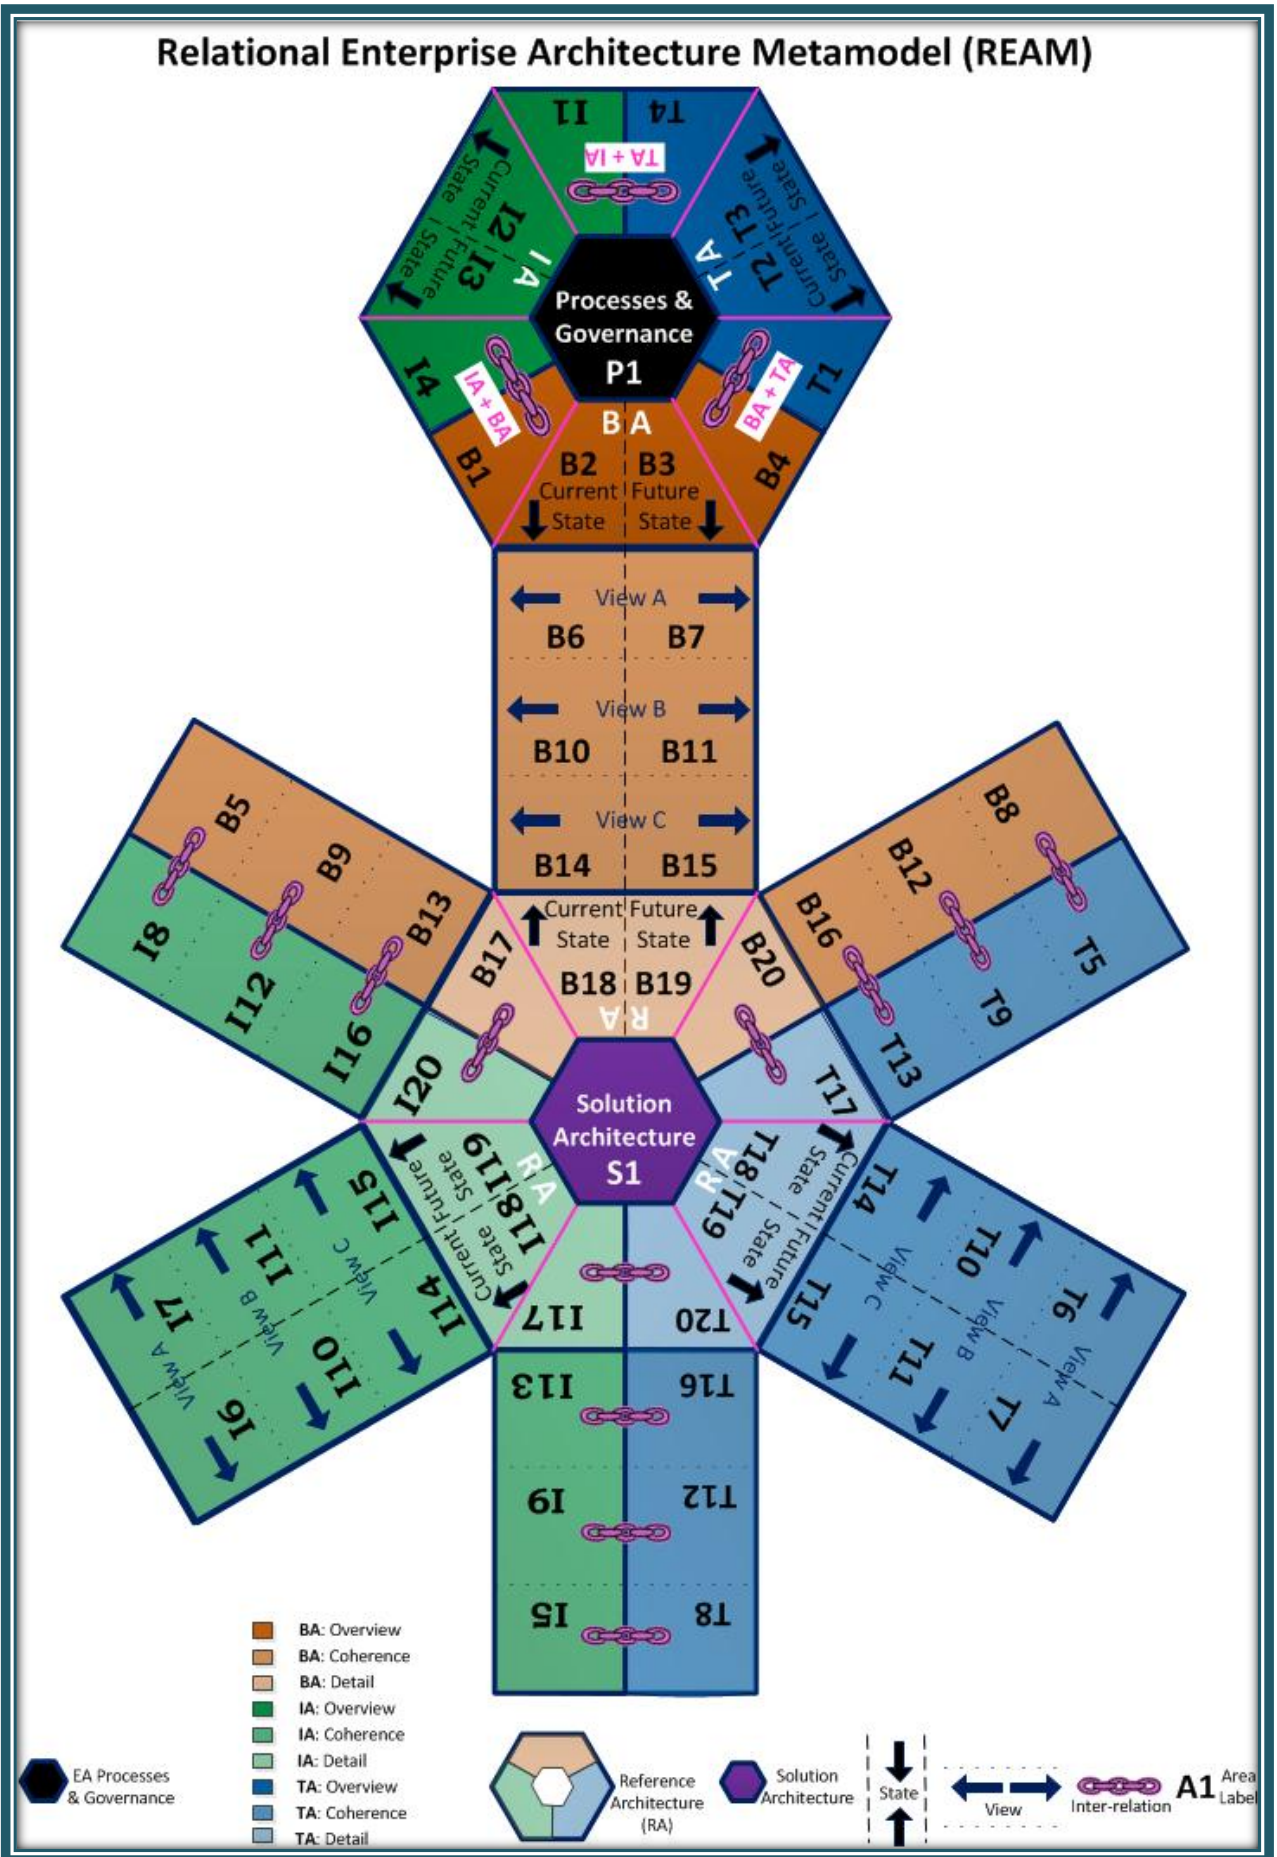 Relational Enterprise Architecture Metamodel (REAM)
I1
T4
TA + IA
Current
State
I2
Future
State
I3
IA
Future
State
T3
Current
State
T2
TA
Processes &
Governance
P1
I4
IA + BA
B1
BA + TA
T1
B4
BA
B2
B3
Current
Future
State
State
View A
B6
B7
View B
B10
B11
View C
B14
B15
B5
B9
B13
I8
I12
I16
B8
B12
B16
T5
T9
T13
Current
Future
State
State
B18
B19
RA
B17
B20
I20
T17
Solution
Architecture
S1
I19
I18
RA
Future
State
Current
State
T18
T19
RA
Current
State
Future
State
I17
T20
I15
I14
View C
I11
I10
View B
I7
I6
View A
T14
T15
View C
T10
T11
View B
T6
T7
View A
I13
T16
I9
T12
I5
T8
BA: Overview
BA: Coherence
BA: Detail
IA: Overview
IA: Coherence
IA: Detail
TA: Overview
TA: Coherence
TA: Detail
EA Processes
& Governance
Reference
Architecture
(RA)
Solution
Architecture
State
View
Inter-relation
A1
Area
Label